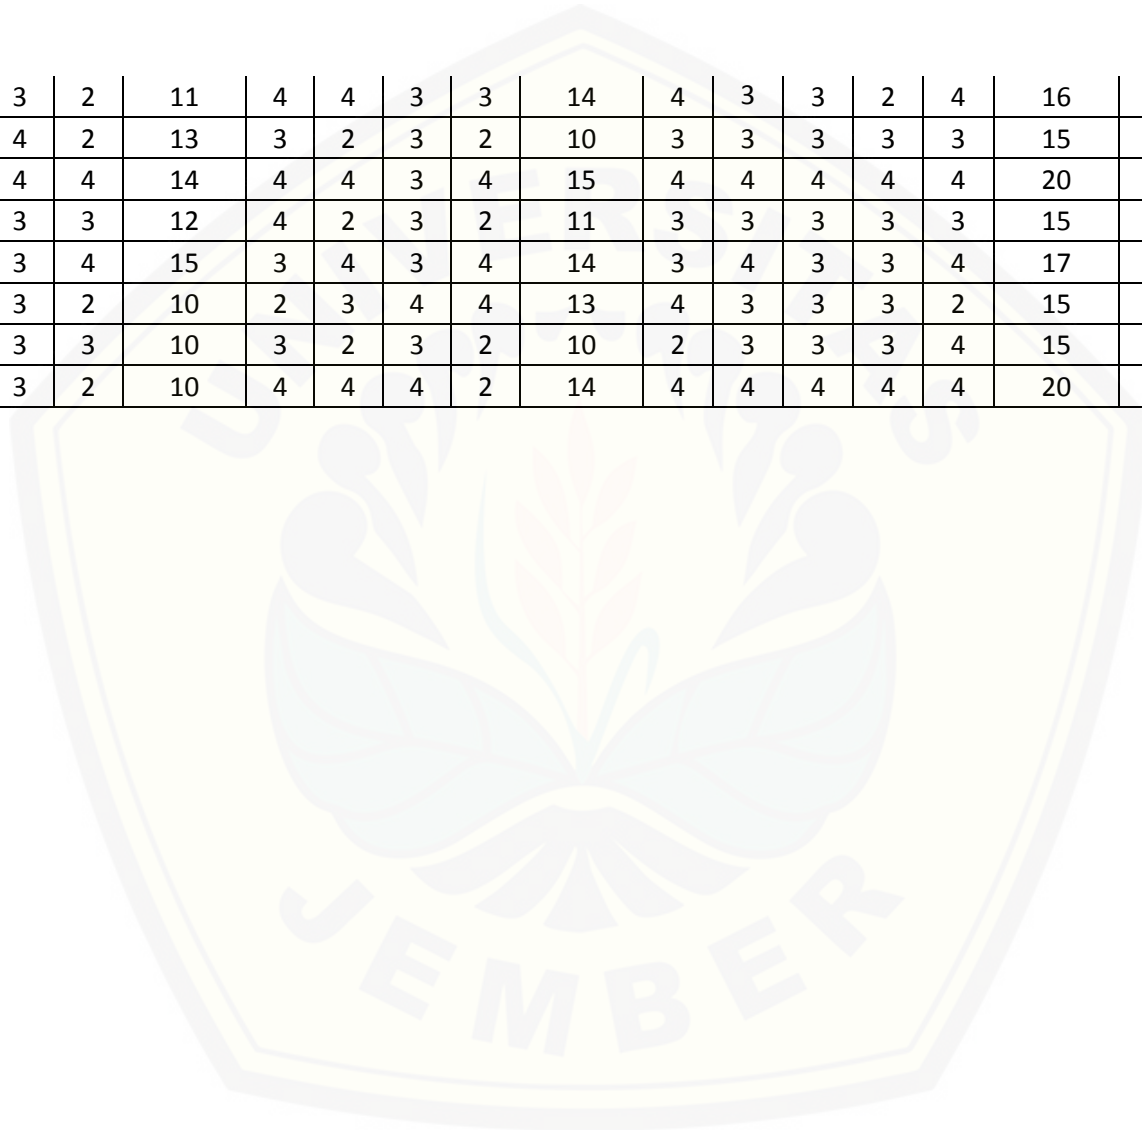 3 2 11 4 4 3 3 14 4 3 3 2 4 16
4 2 13 3 2 3 2 10 3 3 3 3 3 15
4 4 14 4 4 3 4 15 4 4 4 4 4 20
3 3 12 4 2 3 2 11 3 3 3 3 3 15
3 4 15 3 4 3 4 14 3 4 3 3 4 17
3 2 10 2 3 4 4 13 4 3 3 3 2 15
3 3 10 3 2 3 2 10 2 3 3 3 4 15
3 2 10 4 4 4 2 14 4 4 4 4 4 20
UNIVERSITAS
JEMBER